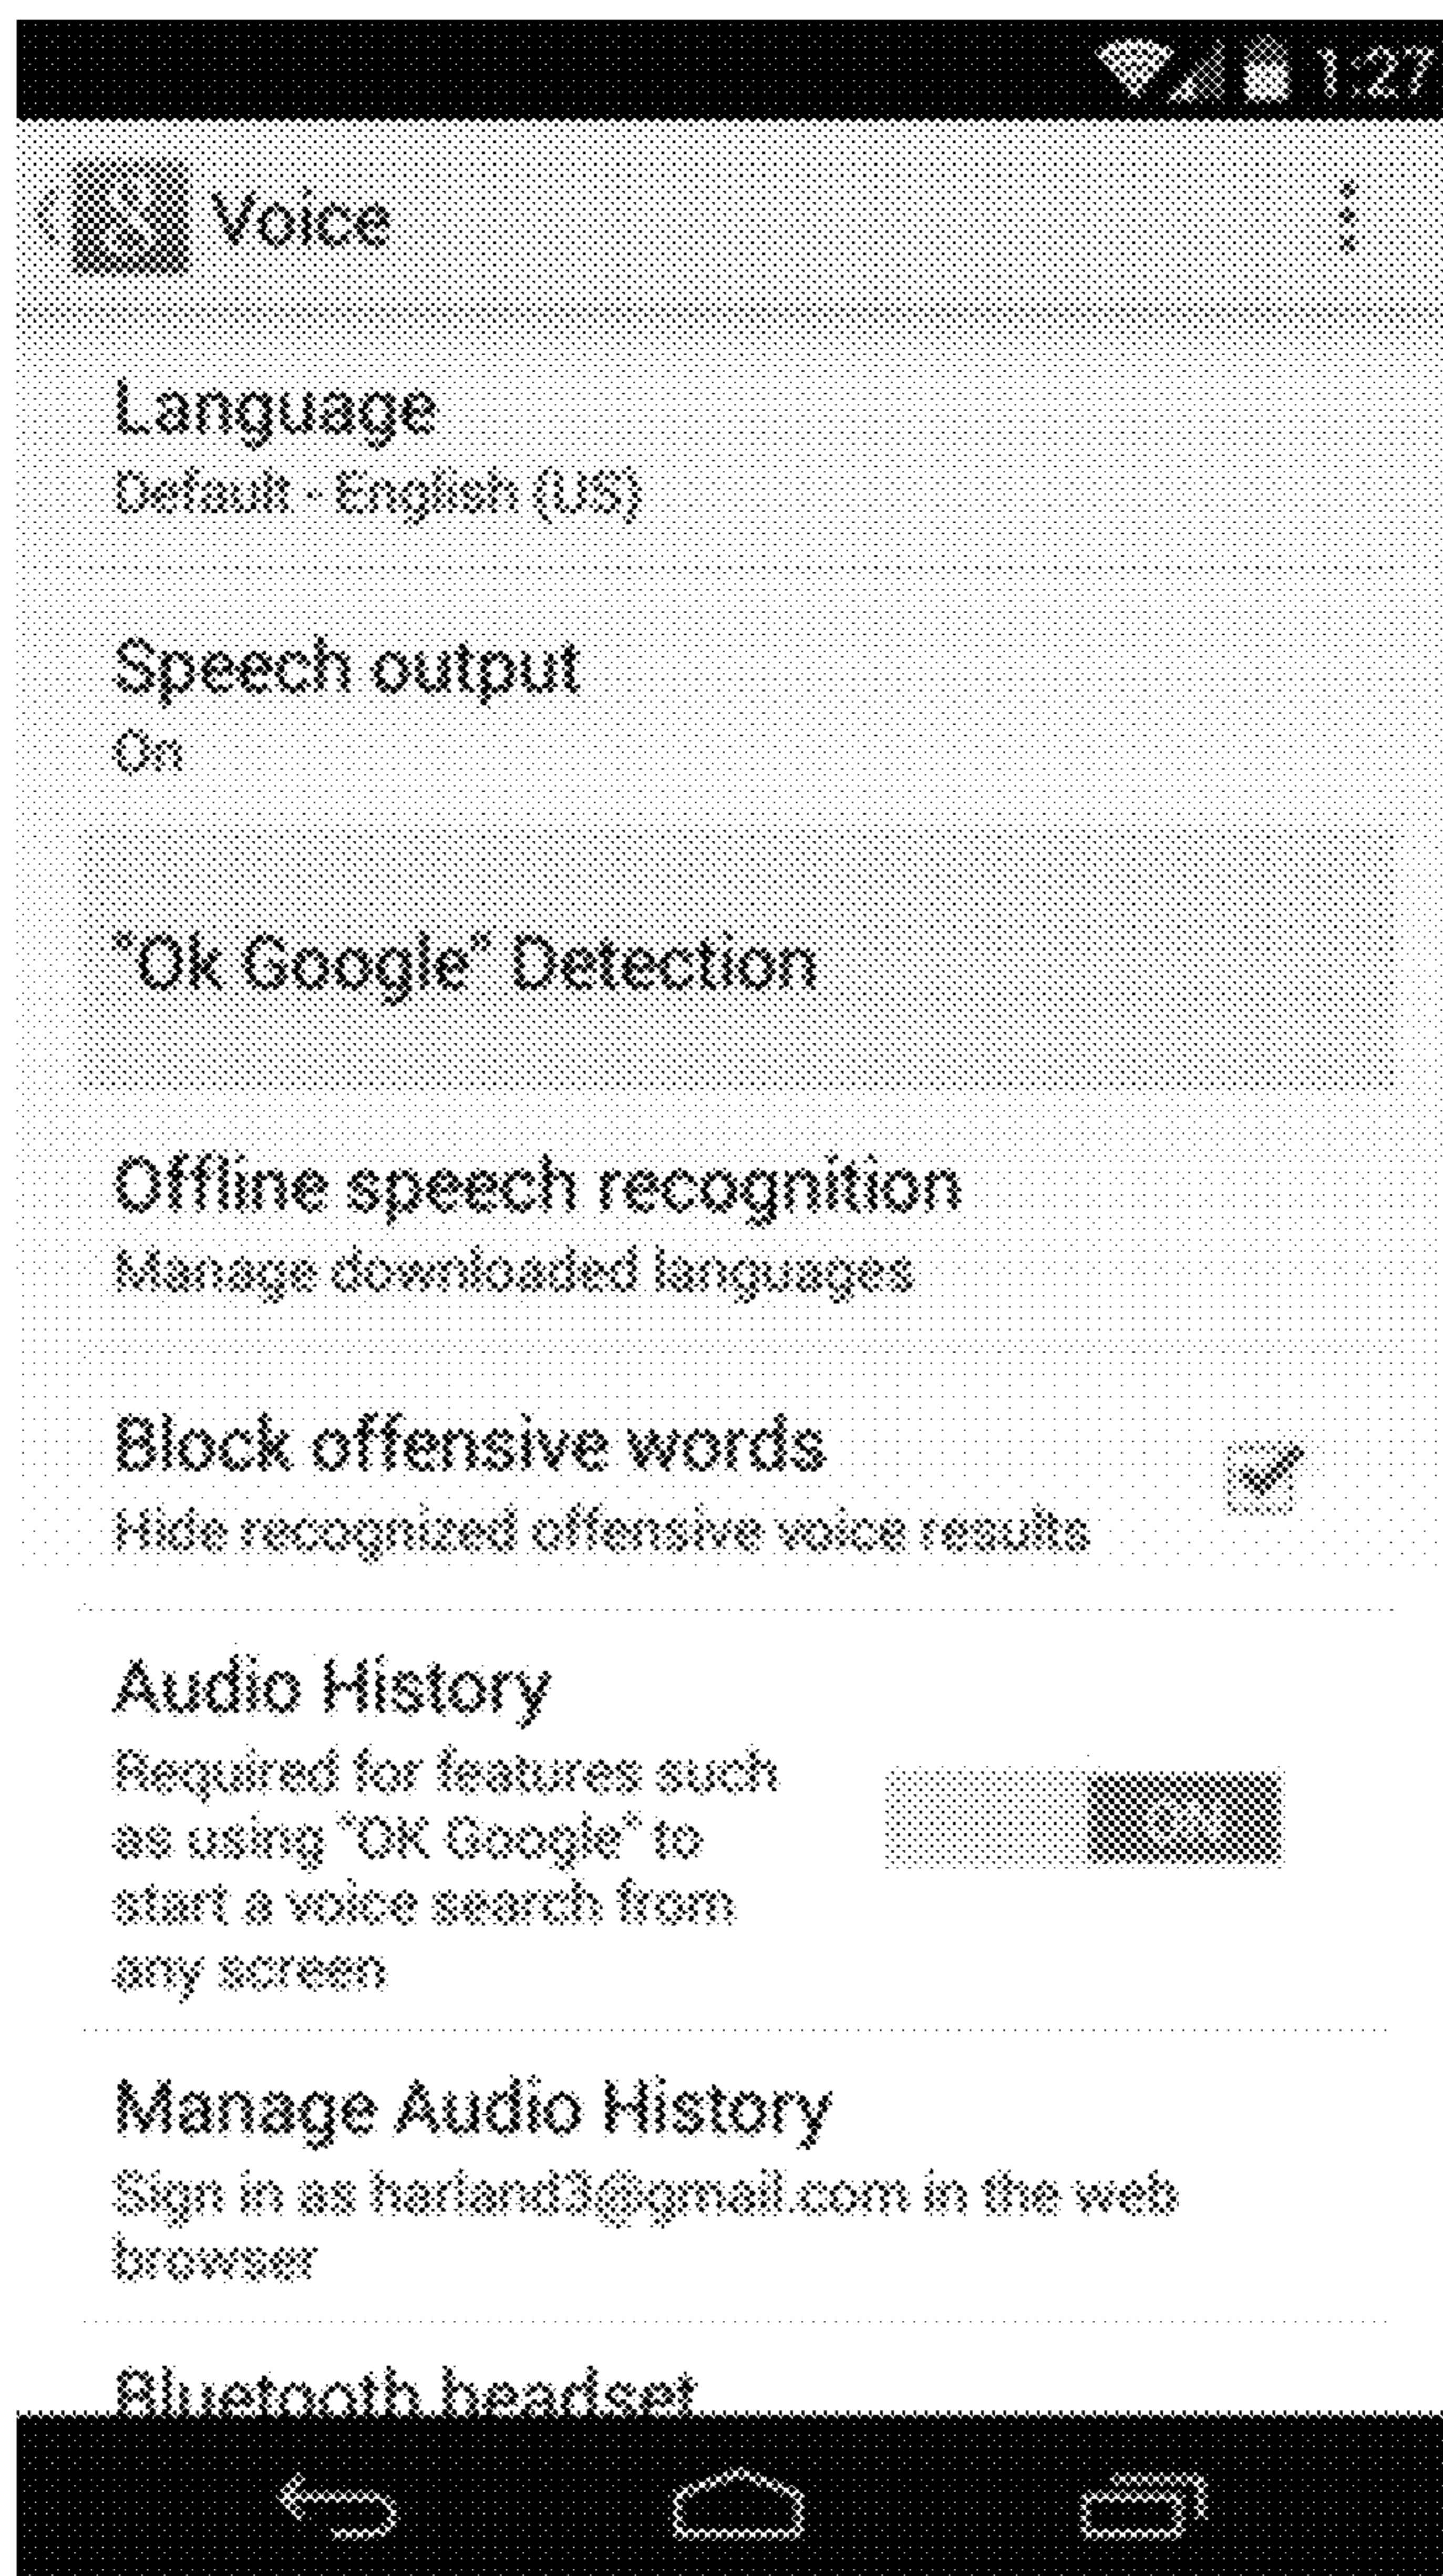 1:27
Voice
Language
Default - English (US)
Speech output
On
"Ok Google" Detection
Offline speech recognition
Manage downloaded languages
Block offensive words
Hide recognized offensive voice results
Audio History
Required for features such
as using "OK Google" to
start a voice search from
any screen
ON
Manage Audio History
Sign in as harland3@gmail.com in the web
browser
Bluetooth headset